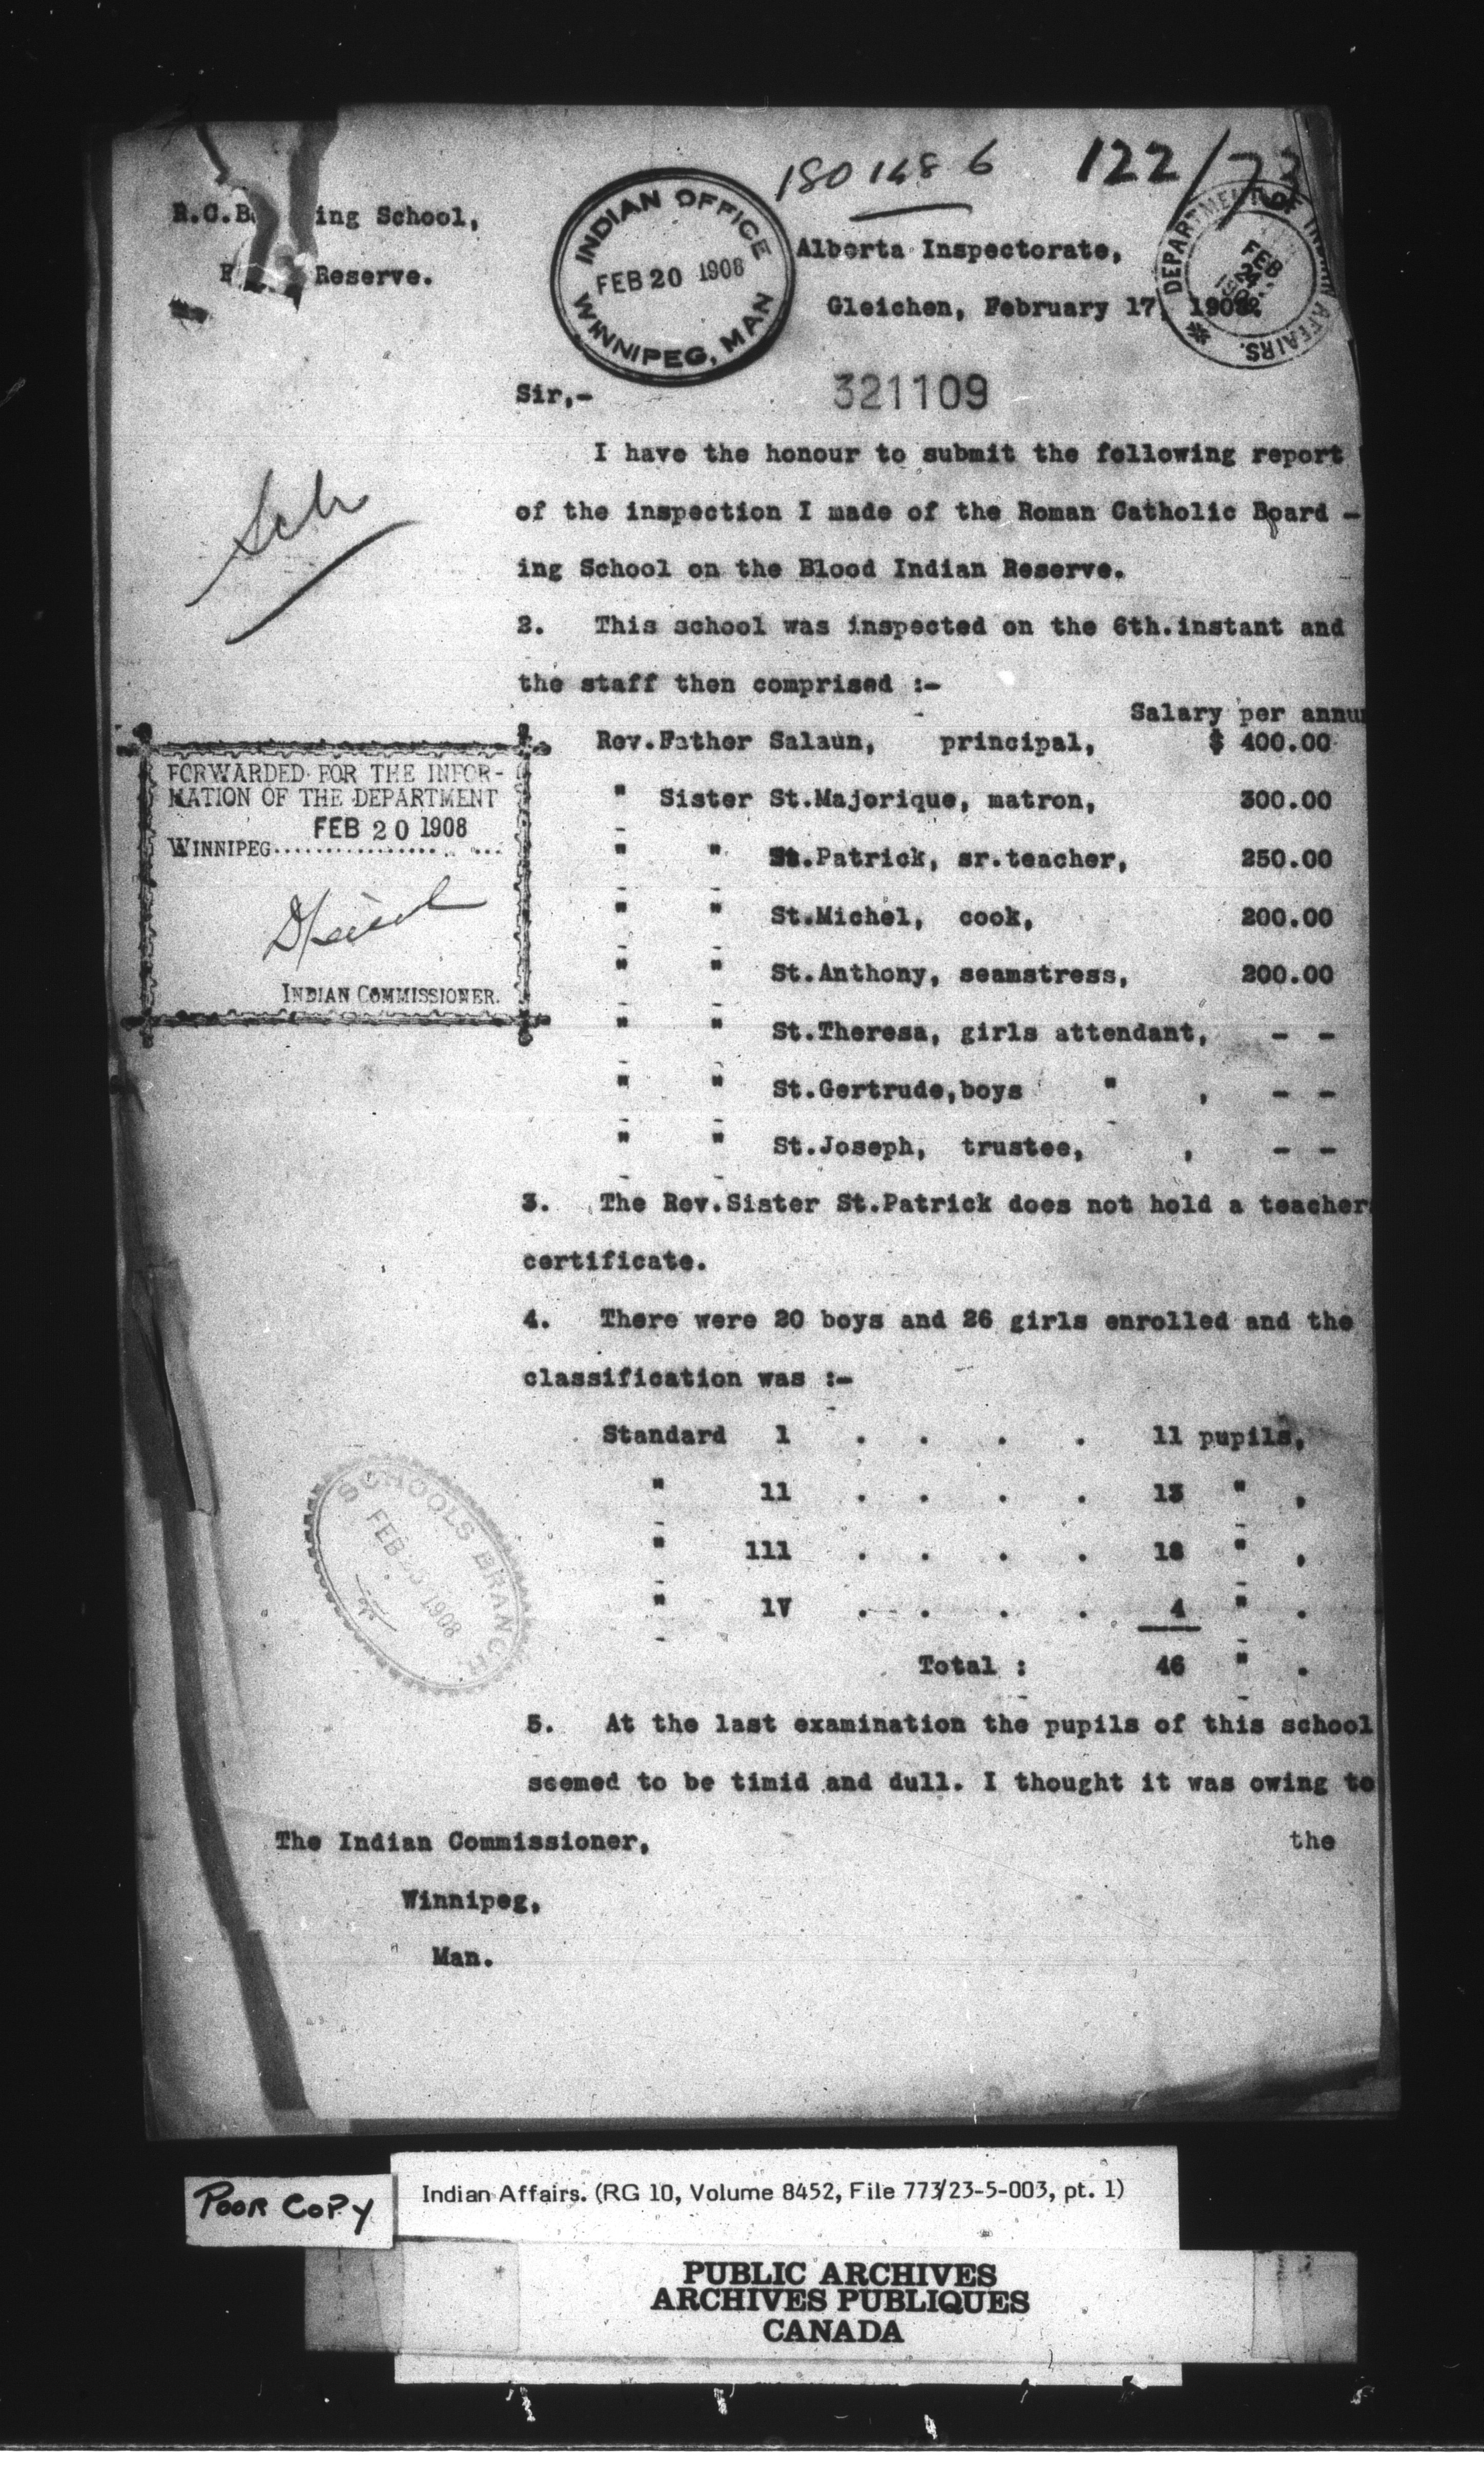 180148 6 122/
R.C.B ing School,
Reserve.
INDIAN OFFICE
FEB 20 1908
WINNIPEG, MAN
DEPARTMENT OF INDIAN AFFAIRS.
FEB 24
Alberta Inspectorate,
Gleichen, February 17, 1908.
Sir,-
321109
I have the honour to submit the following report
of the inspection I made of the Roman Catholic Board -
ing School on the Blood Indian Reserve.
Sch
2. This school was inspected on the 6th.instant and
the staff then comprised :-
Salary per annu
Rev.Father Salaun, principal, $ 400.00
" Sister St.Majorique, matron, 300.00
" " St.Patrick, sr.teacher, 250.00
" " St.Michel, cook, 200.00
" " St.Anthony, seamstress, 200.00
" " St.Theresa, girls attendant, - -
" " St.Gertrude,boys " , - -
" " St.Joseph, trustee, , - -
FORWARDED FOR THE INFOR-
MATION OF THE DEPARTMENT
FEB 20 1908
WINNIPEG...................
INDIAN COMMISSIONER.
3. The Rev.Sister St.Patrick does not hold a teacher
certificate.
4. There were 20 boys and 26 girls enrolled and the
classification was :-
Standard 1 . . . . 11 pupils,
" 11 . . . . 13 " ,
" 111 . . . . 18 " ,
" 1V . . . . 4 " .
Total : 46 " .
SCHOOLS BRANCH
FEB 25 1908
5. At the last examination the pupils of this school
seemed to be timid and dull. I thought it was owing to
The Indian Commissioner, the
Winnipeg,
Man.
POOR COPY
Indian Affairs. (RG 10, Volume 8452, File 773/23-5-003, pt. 1)
PUBLIC ARCHIVES
ARCHIVES PUBLIQUES
CANADA